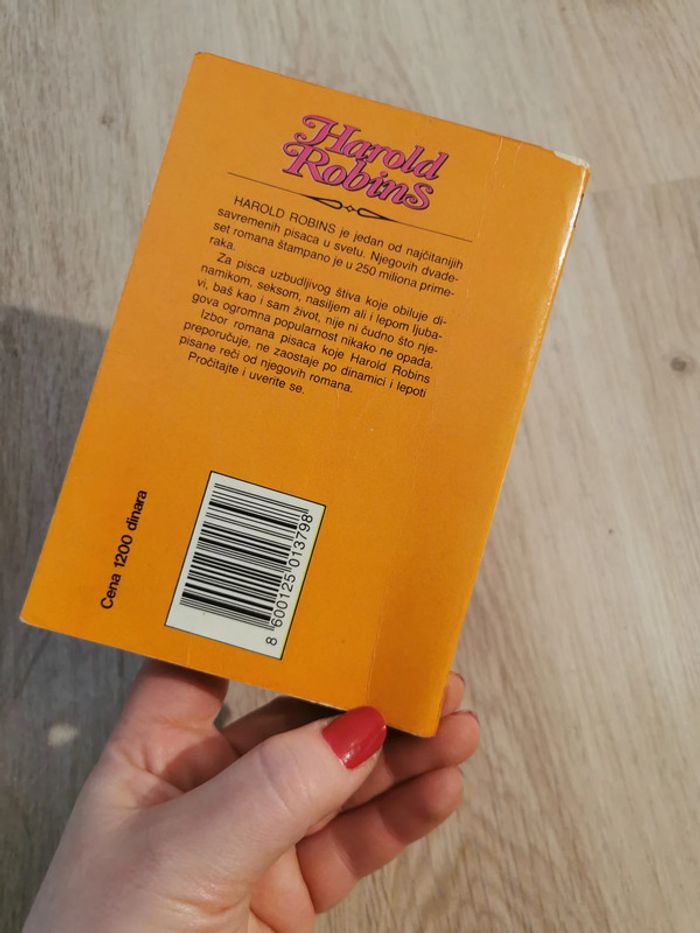 Harold
Robins
HAROLD ROBINS je jedan od najčitanijih
savremenih pisaca u svetu. Njegovih dvade-
set romana štampano je u 250 miliona prime-
raka.
Za pisca uzbudljivog štiva koje obiluje di-
namikom, seksom, nasiljem ali i lepom ljuba-
vi, baš kao i sam život, nije ni čudno što nje-
gova ogromna popularnost nikako ne opada.
Izbor romana pisaca koje Harold Robins
preporučuje, ne zaostaje po dinamici i lepoti
pisane reči od njegovih romana.
Pročitajte i uverite se.
Cena 1200 dinara
8 600125 013798